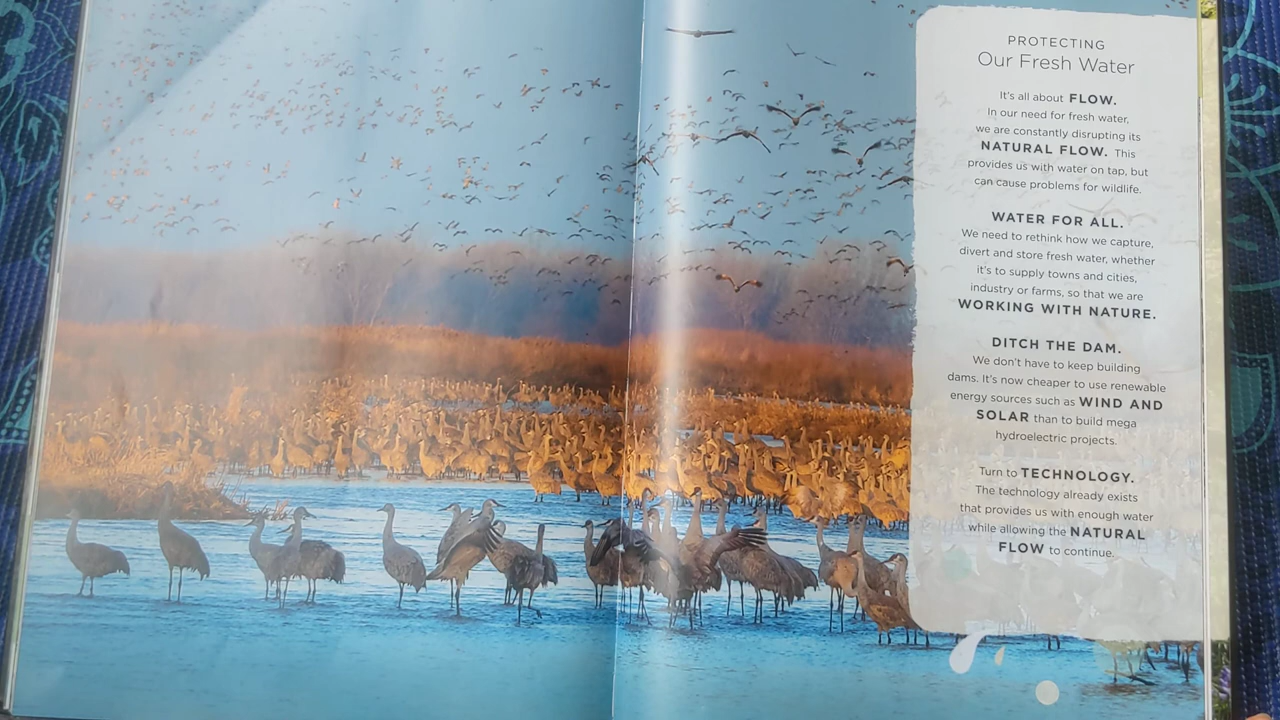 PROTECTING
Our Fresh Water
It's all about FLOW.
In our need for fresh water,
we are constantly disrupting its
NATURAL FLOW. This
provides us with water on tap, but
can cause problems for wildlife.
WATER FOR ALL.
We need to rethink how we capture,
divert and store fresh water, whether
it's to supply towns and cities,
industry or farms, so that we are
WORKING WITH NATURE.
DITCH THE DAM.
We don't have to keep building
dams. It's now cheaper to use renewable
energy sources such as WIND AND
SOLAR than to build mega
hydroelectric projects.
Turn to TECHNOLOGY.
The technology already exists
that provides us with enough water
while allowing the NATURAL
FLOW to continue.